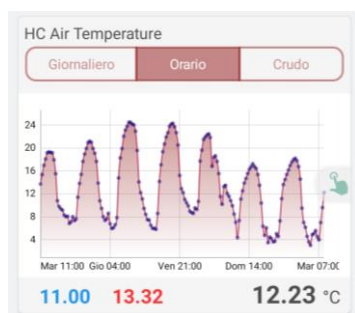 HC Air Temperature
Giornaliero Orario Crudo
24
20
16
12
8
4
Mar 11:00 Gio 04:00 Ven 21:00 Dom 14:00 Mar 07:00
11.00 13.32 12.23 °C